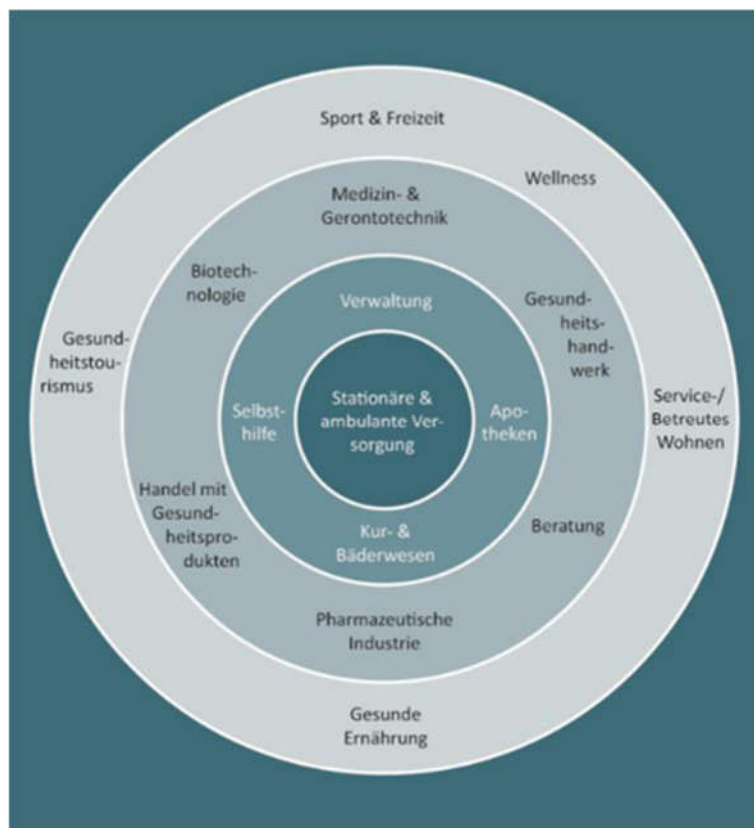 Sport & Freizeit
Wellness
Medizin- &
Gerontotechnik
Biotech-
nologie
Gesund-
heits-
hand-
werk
Verwaltung
Gesund-
heitstou-
rismus
Selbst-
hilfe
Stationäre &
ambulante Ver-
sorgung
Apo-
theken
Service-/
Betreutes
Wohnen
Handel mit
Gesund-
heitspro-
dukten
Kur- &
Bäderwesen
Beratung
Pharmazeutische
Industrie
Gesunde
Ernährung